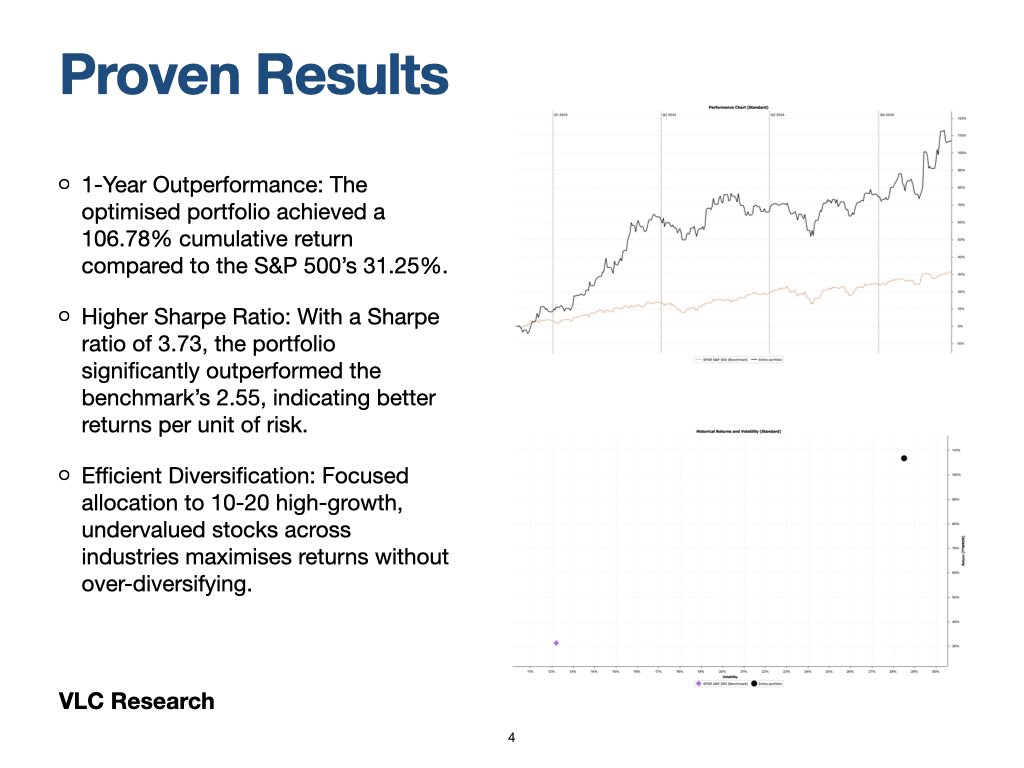 Proven Results
1-Year Outperformance: The
optimised portfolio achieved a
106.78% cumulative return
compared to the S&P 500's 31.25%.
Higher Sharpe Ratio: With a Sharpe
ratio of 3.73, the portfolio
significantly outperformed the
benchmark's 2.55, indicating better
returns per unit of risk.
Efficient Diversification: Focused
allocation to 10-20 high-growth,
undervalued stocks across
industries maximises returns without
over-diversifying.
VLC Research
Performance Chart (Standard)
Q1 2024 Q2 2024 Q3 2024 Q4 2024
120%
110%
100%
90%
80%
70%
60%
50%
40%
30%
20%
10%
0%
-10%
SPDR S&P 500 (Benchmark) Entire portfolio
Historical Returns and Volatility (Standard)
110%
100%
90%
80%
70%
60%
50%
40%
30%
11% 12% 13% 14% 15% 16% 17% 18% 19% 20% 21% 22% 23% 24% 25% 26% 27% 28% 29% 30%
Volatility
SPDR S&P 500 (Benchmark) Entire portfolio
4